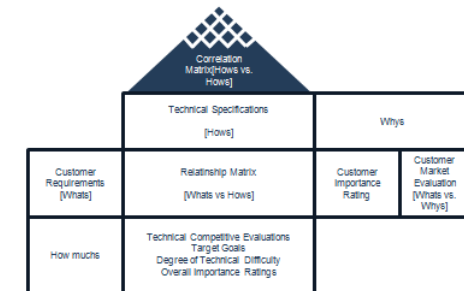 Correlation
Matrix[Hows vs.
Hows]
Technical Specifications
[Hows]
Whys
Customer
Requirements
[Whats]
Relatinship Matrix
[Whats vs Hows]
Customer
Importance
Rating
Customer
Market
Evaluation
[Whats vs.
Whys]
How muchs
Technical Competitive Evaluations
Target Goals
Degree of Technical Difficulty
Overall Importance Ratings